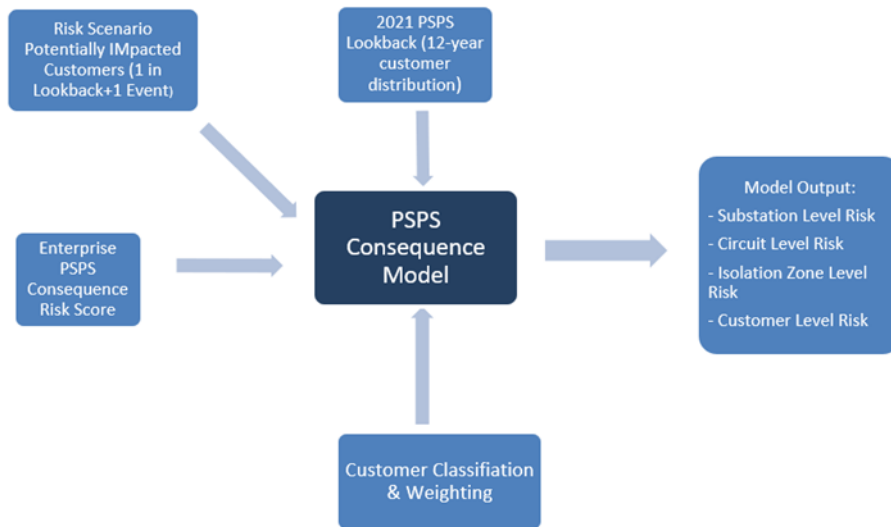 Risk Scenario
Potentially IMpacted
Customers (1 in
Lookback+1 Event)
2021 PSPS
Lookback (12-year
customer
distribution)
Enterprise
PSPS
Consequence
Risk Score
PSPS
Consequence
Model
Model Output:
- Substation Level Risk
- Circuit Level Risk
- Isolation Zone Level
Risk
- Customer Level Risk
Customer Classifiation
& Weighting